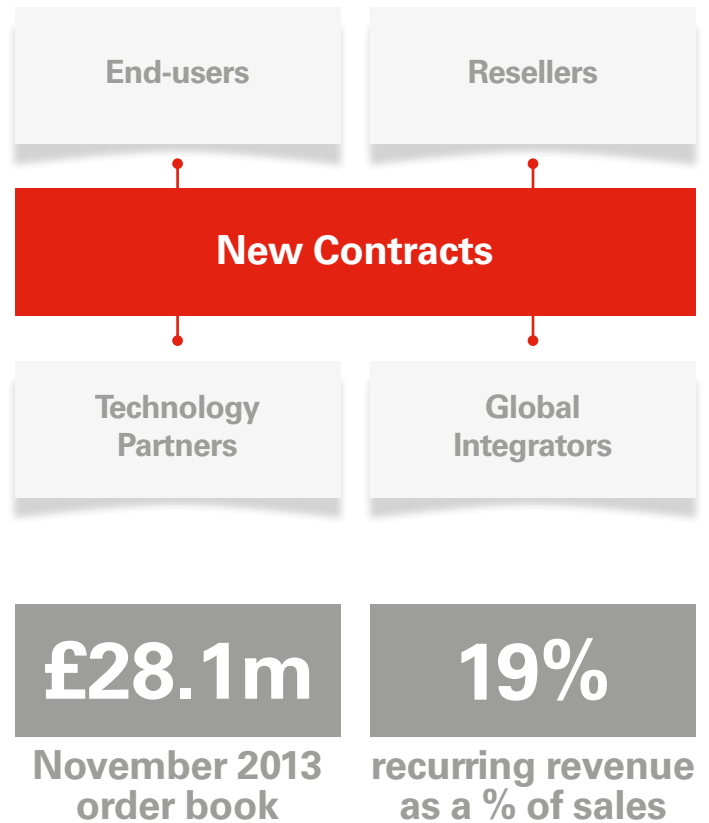 End-users
Resellers
New Contracts
Technology
Partners
Global
Integrators
£28.1m
November 2013
order book
19%
recurring revenue
as a % of sales